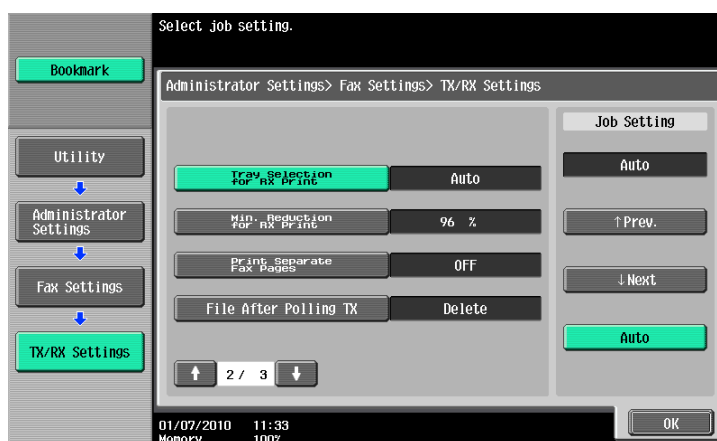 Select job setting.
Bookmark
Administrator Settings> Fax Settings> TX/RX Settings
Job Setting
Utility
Administrator
Settings
Fax Settings
TX/RX Settings
Tray Selection
for RX Print
Auto
Min. Reduction
for RX Print
96 %
Print Separate
Fax Pages
OFF
File After Polling TX
Delete
2/ 3
Auto
↑Prev.
↓Next
Auto
01/07/2010 11:33
Memory 100%
OK